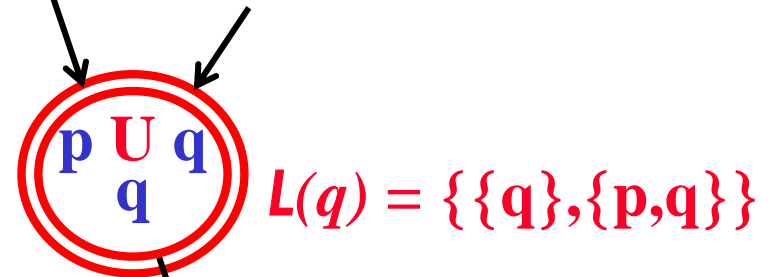 p U q
q
L(q) = {{q},{p,q}}